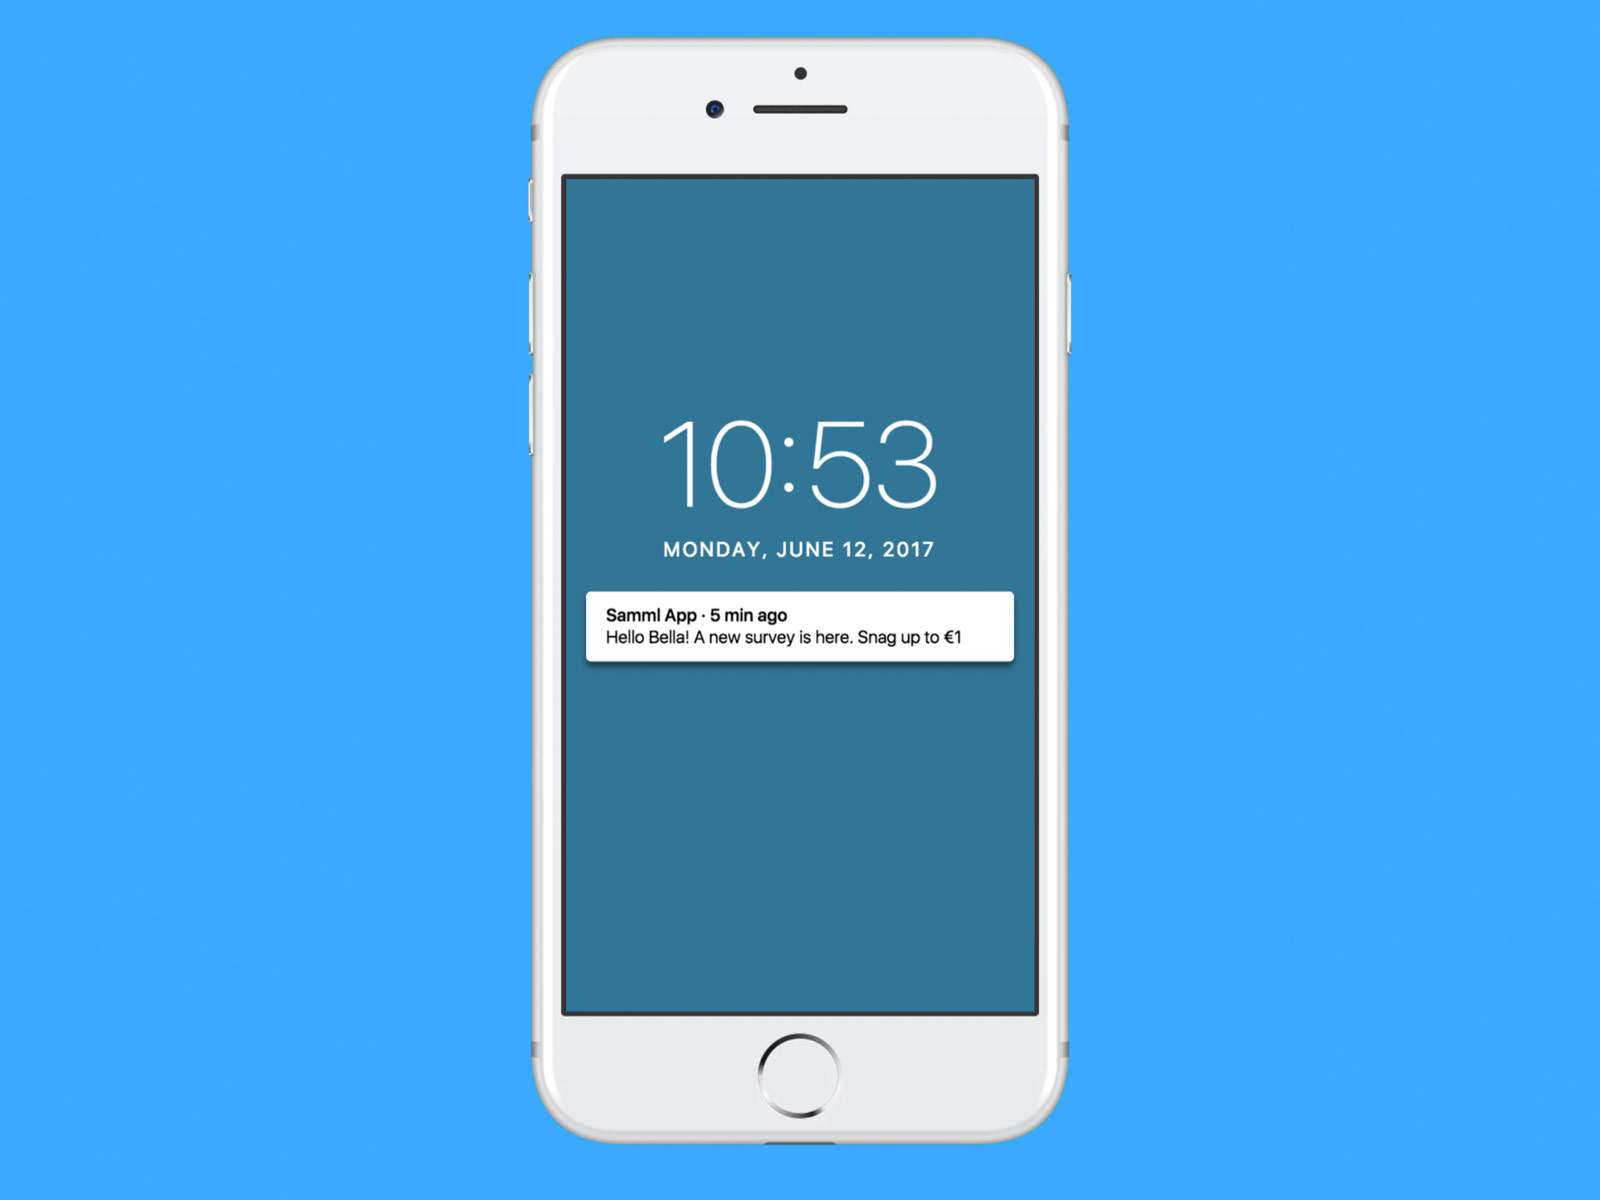 10:53
MONDAY, JUNE 12, 2017
Samml App · 5 min ago
Hello Bella! A new survey is here. Snag up to €1